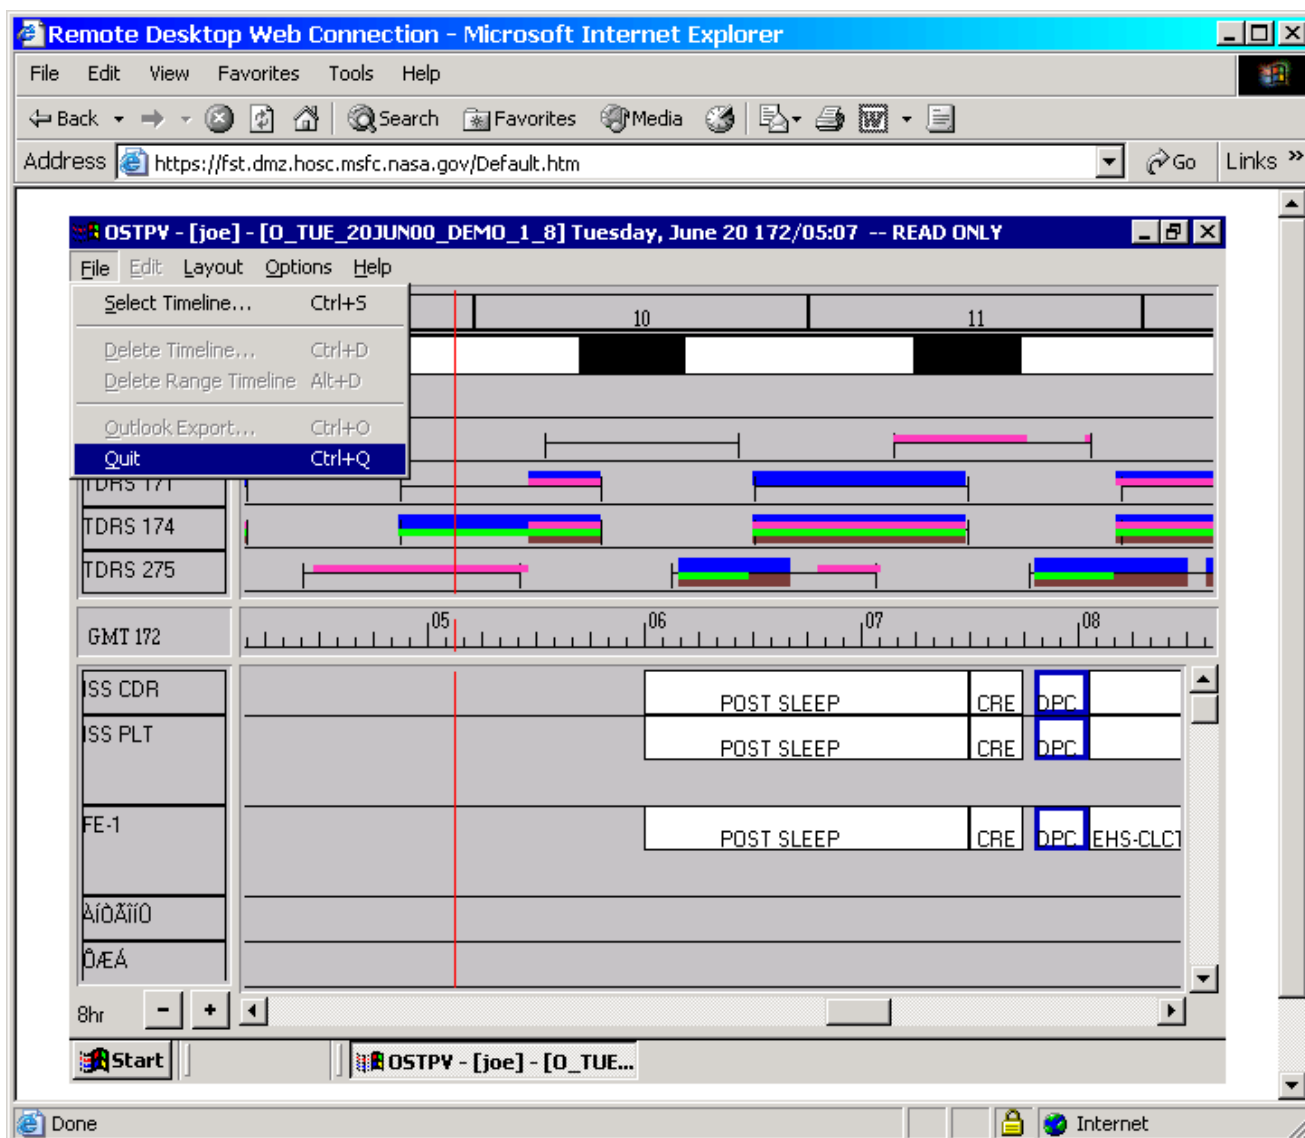 Remote Desktop Web Connection - Microsoft Internet Explorer
File Edit View Favorites Tools Help
Back Search Favorites Media
Address https://fst.dmz.hosc.msfc.nasa.gov/Default.htm Go Links »
OSTPV - [joe] - [O_TUE_20JUN00_DEMO_1_8] Tuesday, June 20 172/05:07 -- READ ONLY
File Edit Layout Options Help
Select Timeline... Ctrl+S
10 11
Delete Timeline... Ctrl+D
Delete Range Timeline Alt+D
Outlook Export... Ctrl+O
Quit Ctrl+Q
TDRS 171
TDRS 174
TDRS 275
GMT 172 05 06 07 08
ISS CDR POST SLEEP CRE DPC
ISS PLT POST SLEEP CRE DPC
FE-1 POST SLEEP CRE DPC EHS-CLCT
8hr - +
Start OSTPV - [joe] - [O_TUE...
Done Internet